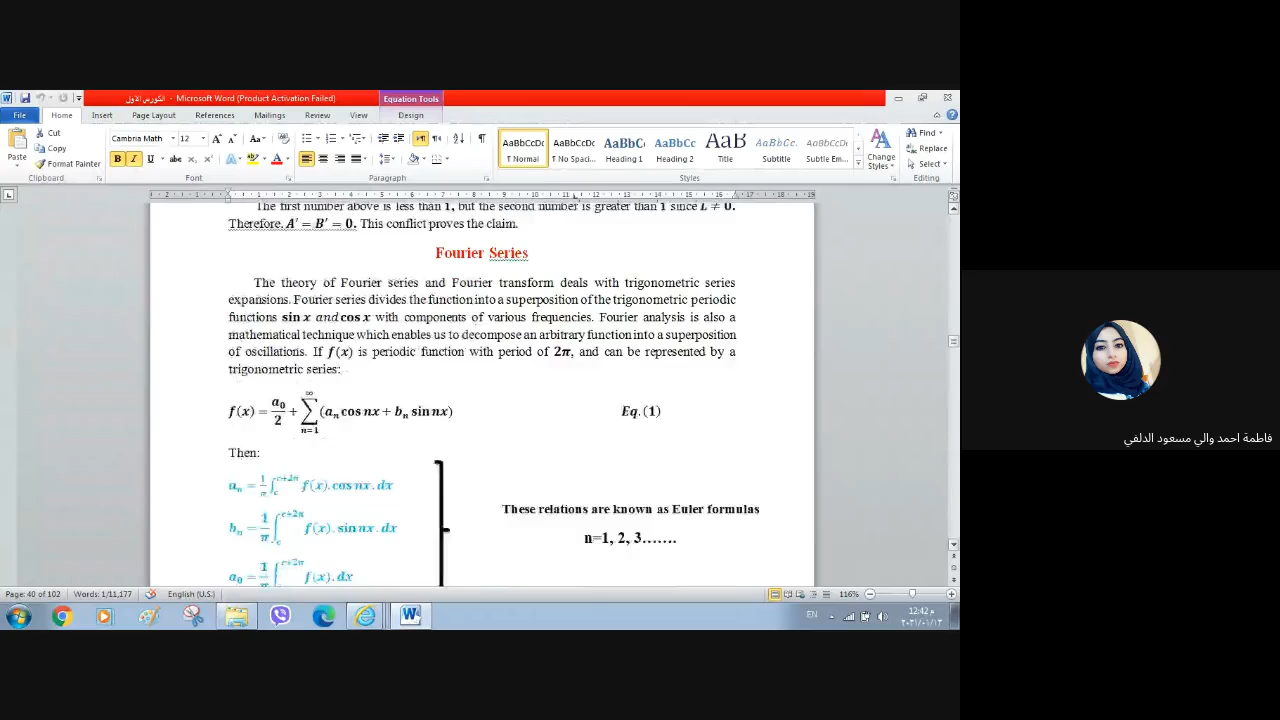 الكورس الاول - Microsoft Word (Product Activation Failed)
Equation Tools
File Home Insert Page Layout References Mailings Review View Design
Paste
Cut
Copy
Format Painter
Clipboard
Cambria Math 12
B I U abc
Font
Paragraph
AaBbCcDc AaBbCcDc AaBbC AaBbCc AaB AaBbCc. AaBbCcDc
¶ Normal ¶ No Spaci... Heading 1 Heading 2 Title Subtitle Subtle Em...
Change
Styles
Styles
Find
Replace
Select
Editing
The first number above is less than 1, but the second number is greater than 1 since L ≠ 0.
Therefore, A′ = B′ = 0. This conflict proves the claim.
Fourier Series
The theory of Fourier series and Fourier transform deals with trigonometric series
expansions. Fourier series divides the function into a superposition of the trigonometric periodic
functions sin x and cos x with components of various frequencies. Fourier analysis is also a
mathematical technique which enables us to decompose an arbitrary function into a superposition
of oscillations. If f(x) is periodic function with period of 2π, and can be represented by a
trigonometric series:
f(x) = a₀/2 + ∑_{n=1}^{∞} (aₙ cos nx + bₙ sin nx) Eq.(1)
Then:
aₙ = 1/π ∫_c^{c+2π} f(x). cos nx. dx
These relations are known as Euler formulas
bₙ = 1/π ∫_c^{c+2π} f(x). sin nx. dx
n=1, 2, 3…….
a₀ = 1/π ∫^{c+2π} f(x). dx
Page: 40 of 102 Words: 1/11,177 English (U.S.) 116%
EN
12:42 م
٢٠٢١/٠١/١٢
فاطمة احمد والي مسعود الدلفي